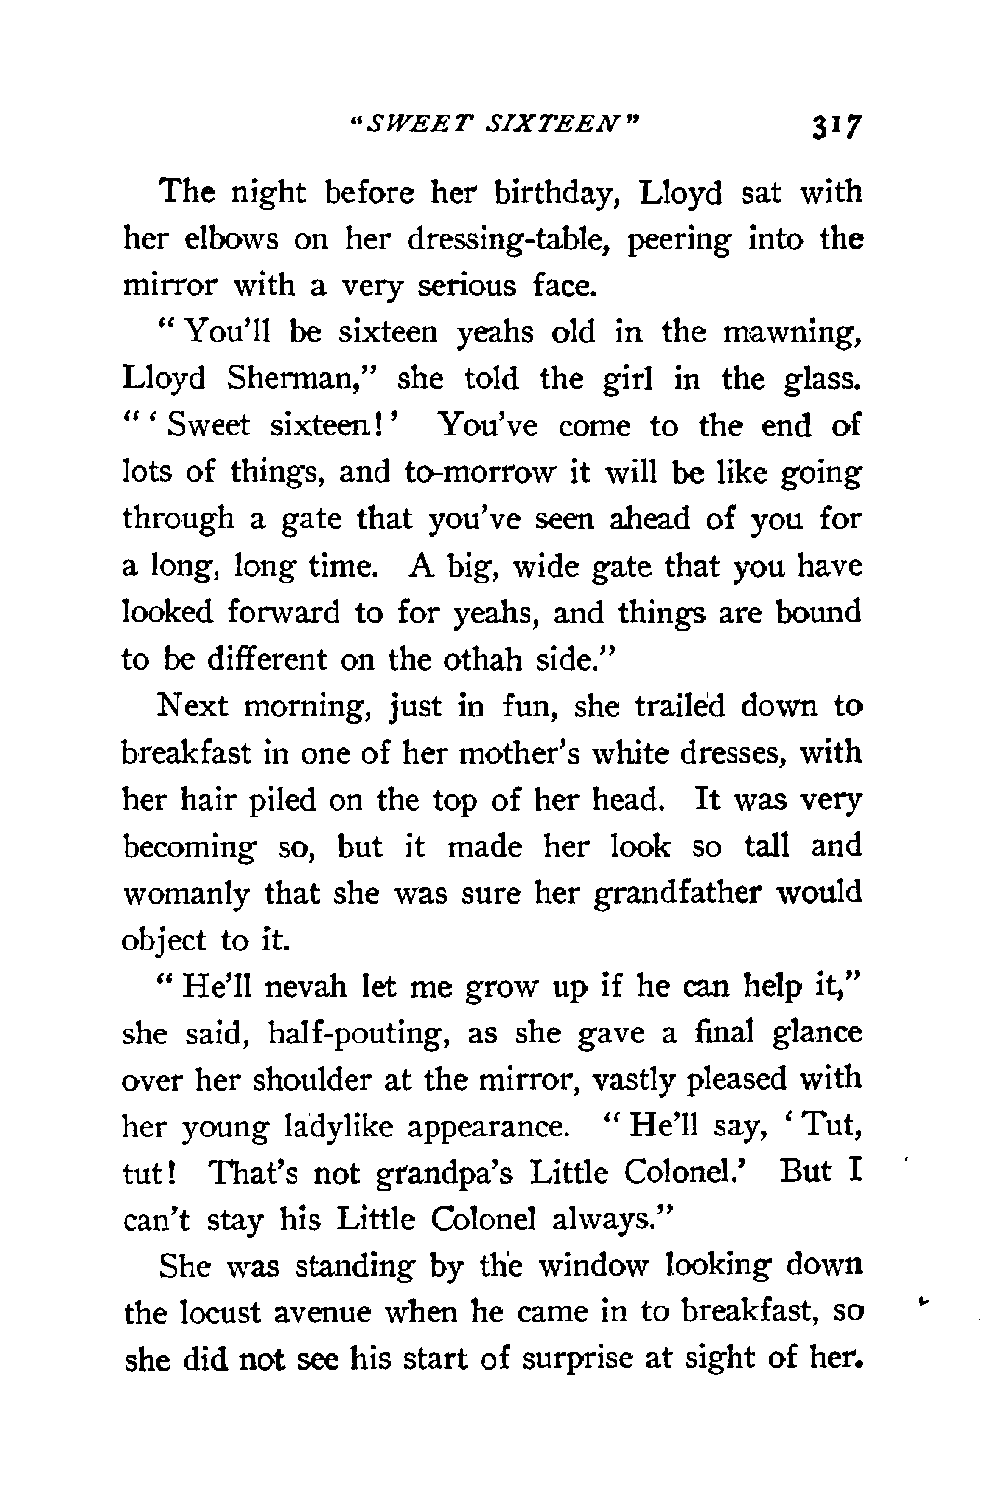 "SWEET SIXTEEN" 317
The night before her birthday, Lloyd sat with
her elbows on her dressing-table, peering into the
mirror with a very serious face.
"You'll be sixteen yeahs old in the mawning,
Lloyd Sherman," she told the girl in the glass.
"'Sweet sixteen!' You've come to the end of
lots of things, and to-morrow it will be like going
through a gate that you've seen ahead of you for
a long, long time. A big, wide gate that you have
looked forward to for yeahs, and things are bound
to be different on the othah side."
Next morning, just in fun, she trailed down to
breakfast in one of her mother's white dresses, with
her hair piled on the top of her head. It was very
becoming so, but it made her look so tall and
womanly that she was sure her grandfather would
object to it.
"He'll nevah let me grow up if he can help it,"
she said, half-pouting, as she gave a final glance
over her shoulder at the mirror, vastly pleased with
her young ladylike appearance. "He'll say, 'Tut,
tut! That's not grandpa's Little Colonel.' But I
can't stay his Little Colonel always."
She was standing by the window looking down
the locust avenue when he came in to breakfast, so
she did not see his start of surprise at sight of her.